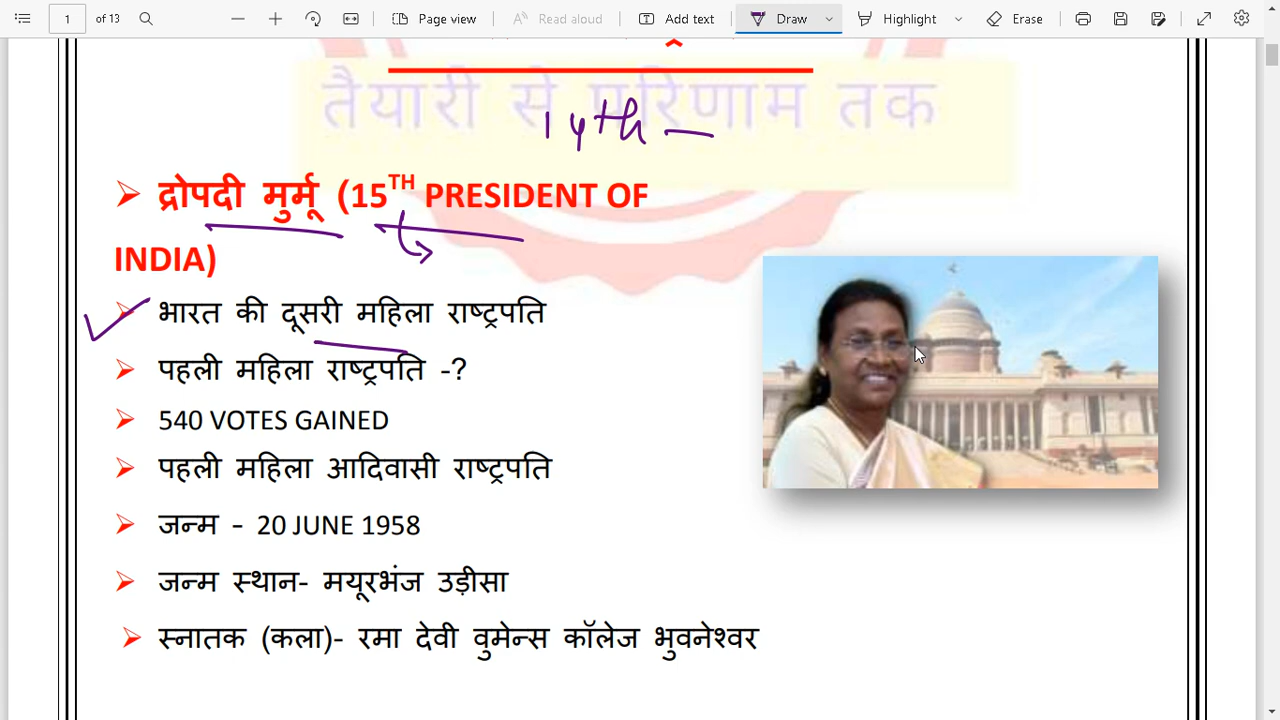 1 of 13
Page view
Read aloud
Add text
Draw
Highlight
Erase
तैयारी से परिणाम तक
14th —
द्रोपदी मुर्मू (15TH PRESIDENT OF
INDIA)
भारत की दूसरी महिला राष्ट्रपति
पहली महिला राष्ट्रपति -?
540 VOTES GAINED
पहली महिला आदिवासी राष्ट्रपति
जन्म - 20 JUNE 1958
जन्म स्थान- मयूरभंज उड़ीसा
स्नातक (कला)- रमा देवी वुमेन्स कॉलेज भुवनेश्वर